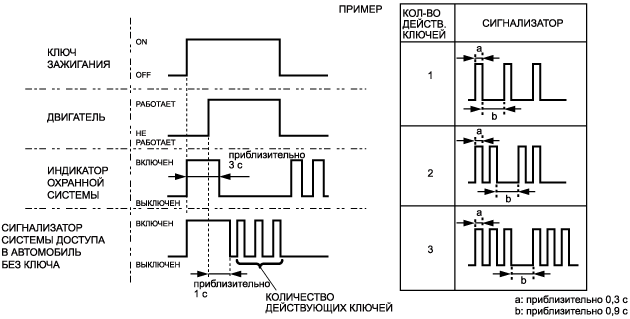 ПРИМЕР
КЛЮЧ
ЗАЖИГАНИЯ
ON
OFF
ДВИГАТЕЛЬ
РАБОТАЕТ
НЕ
РАБОТАЕТ
ИНДИКАТОР
ОХРАННОЙ
СИСТЕМЫ
ВКЛЮЧЕН
ВЫКЛЮЧЕН
приблизительно
3 с
СИГНАЛИЗАТОР
СИСТЕМЫ ДОСТУПА
В АВТОМОБИЛЬ
БЕЗ КЛЮЧА
ВКЛЮЧЕН
ВЫКЛЮЧЕН
приблизительно
1 с
КОЛИЧЕСТВО
ДЕЙСТВУЮЩИХ КЛЮЧЕЙ
КОЛ-ВО
ДЕЙСТВ.
КЛЮЧЕЙ
СИГНАЛИЗАТОР
1
a
b
2
a
b
3
a
b
a: приблизительно 0,3 с
b: приблизительно 0,9 с